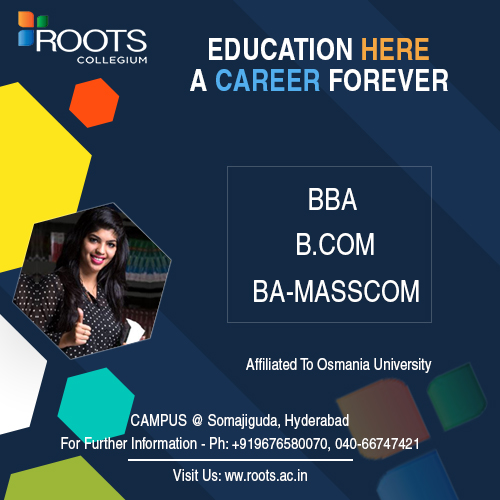 ROOTS
COLLEGIUM
EDUCATION HERE
A CAREER FOREVER
BBA
B.COM
BA-MASSCOM
Affiliated To Osmania University
CAMPUS @ Somajiguda, Hyderabad
For Further Information - Ph: +919676580070, 040-66747421
Visit Us: ww.roots.ac.in